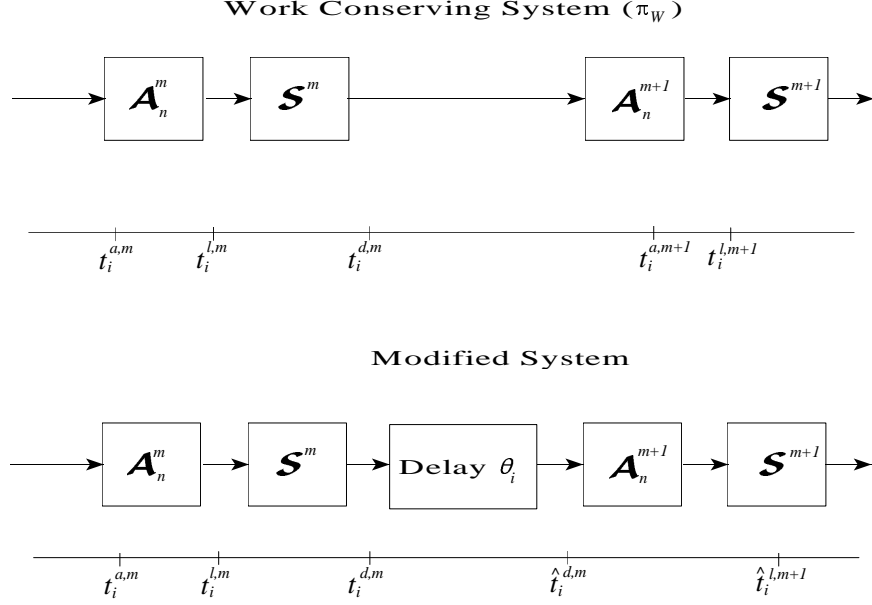 Work Conserving System (π_W)
A_n^m S^m A_n^{m+1} S^{m+1}
t_i^{a,m} t_i^{l,m} t_i^{d,m} t_i^{a,m+1} t_i^{l,m+1}
Modified System
A_n^m S^m Delay θ_i A_n^{m+1} S^{m+1}
t_i^{a,m} t_i^{l,m} t_i^{d,m} t̂_i^{d,m} t̂_i^{l,m+1}